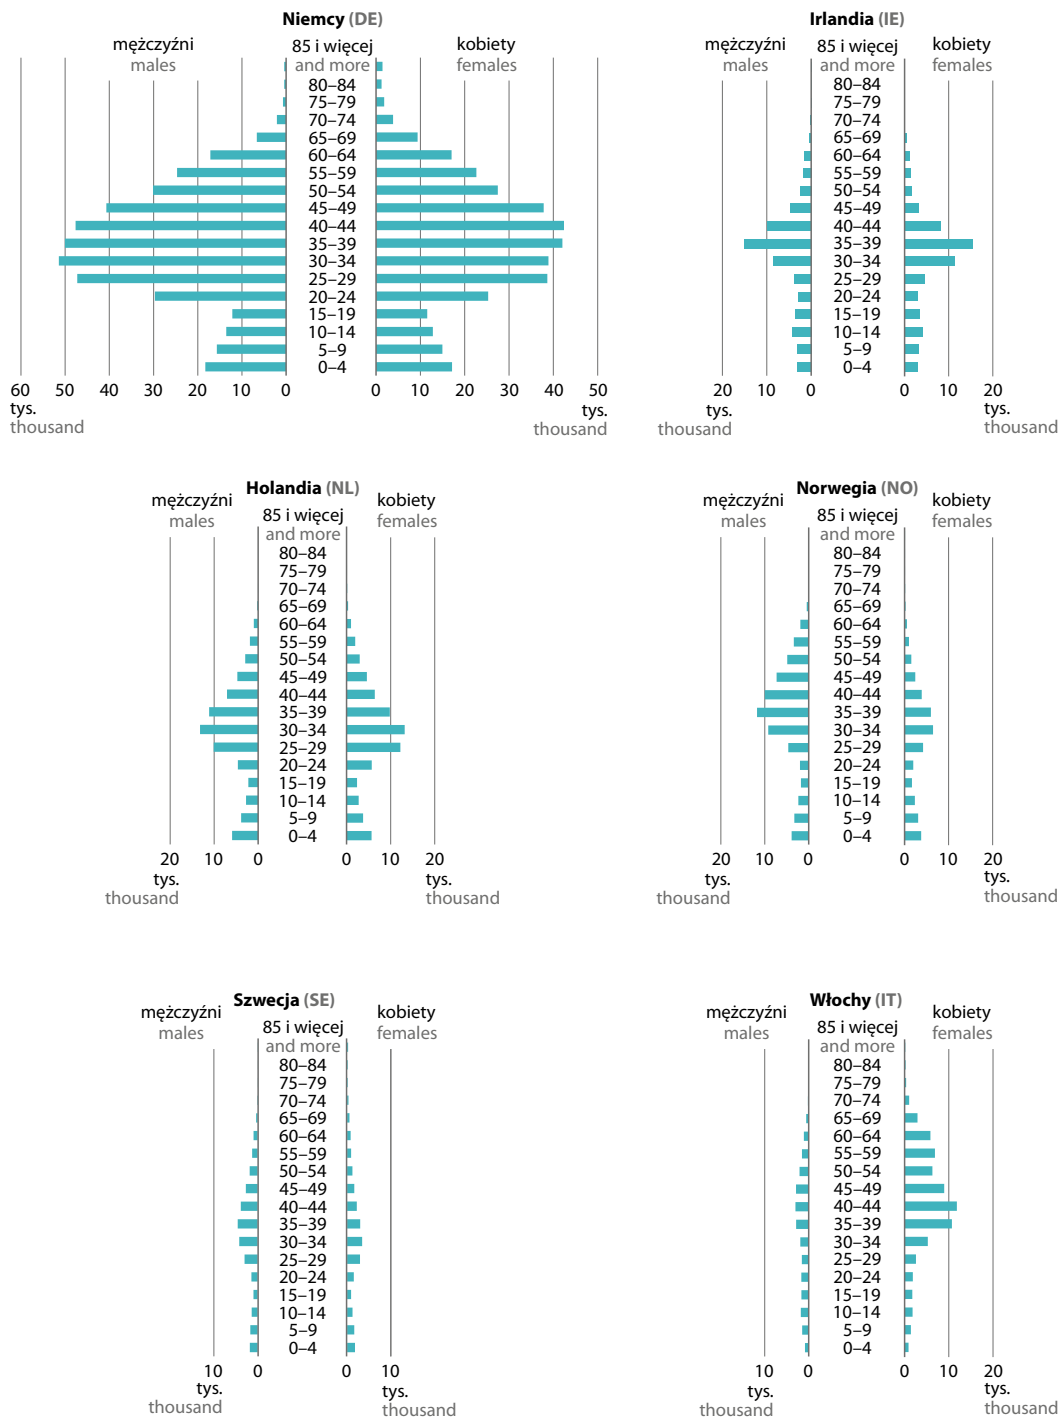 Niemcy (DE)
mężczyźni
males
85 i więcej
and more
kobiety
females
80–84
75–79
70–74
65–69
60–64
55–59
50–54
45–49
40–44
35–39
30–34
25–29
20–24
15–19
10–14
5–9
0–4
60 50 40 30 20 10 0
0 10 20 30 40 50
tys.
thousand
tys.
thousand
Irlandia (IE)
mężczyźni
males
85 i więcej
and more
kobiety
females
80–84
75–79
70–74
65–69
60–64
55–59
50–54
45–49
40–44
35–39
30–34
25–29
20–24
15–19
10–14
5–9
0–4
20 10 0
0 10 20
tys.
thousand
tys.
thousand
Holandia (NL)
mężczyźni
males
85 i więcej
and more
kobiety
females
80–84
75–79
70–74
65–69
60–64
55–59
50–54
45–49
40–44
35–39
30–34
25–29
20–24
15–19
10–14
5–9
0–4
20 10 0
0 10 20
tys.
thousand
tys.
thousand
Norwegia (NO)
mężczyźni
males
85 i więcej
and more
kobiety
females
80–84
75–79
70–74
65–69
60–64
55–59
50–54
45–49
40–44
35–39
30–34
25–29
20–24
15–19
10–14
5–9
0–4
20 10 0
0 10 20
tys.
thousand
tys.
thousand
Szwecja (SE)
mężczyźni
males
85 i więcej
and more
kobiety
females
80–84
75–79
70–74
65–69
60–64
55–59
50–54
45–49
40–44
35–39
30–34
25–29
20–24
15–19
10–14
5–9
0–4
10 0
0 10
tys.
thousand
tys.
thousand
Włochy (IT)
mężczyźni
males
85 i więcej
and more
kobiety
females
80–84
75–79
70–74
65–69
60–64
55–59
50–54
45–49
40–44
35–39
30–34
25–29
20–24
15–19
10–14
5–9
0–4
10 0
0 10 20
tys.
thousand
tys.
thousand